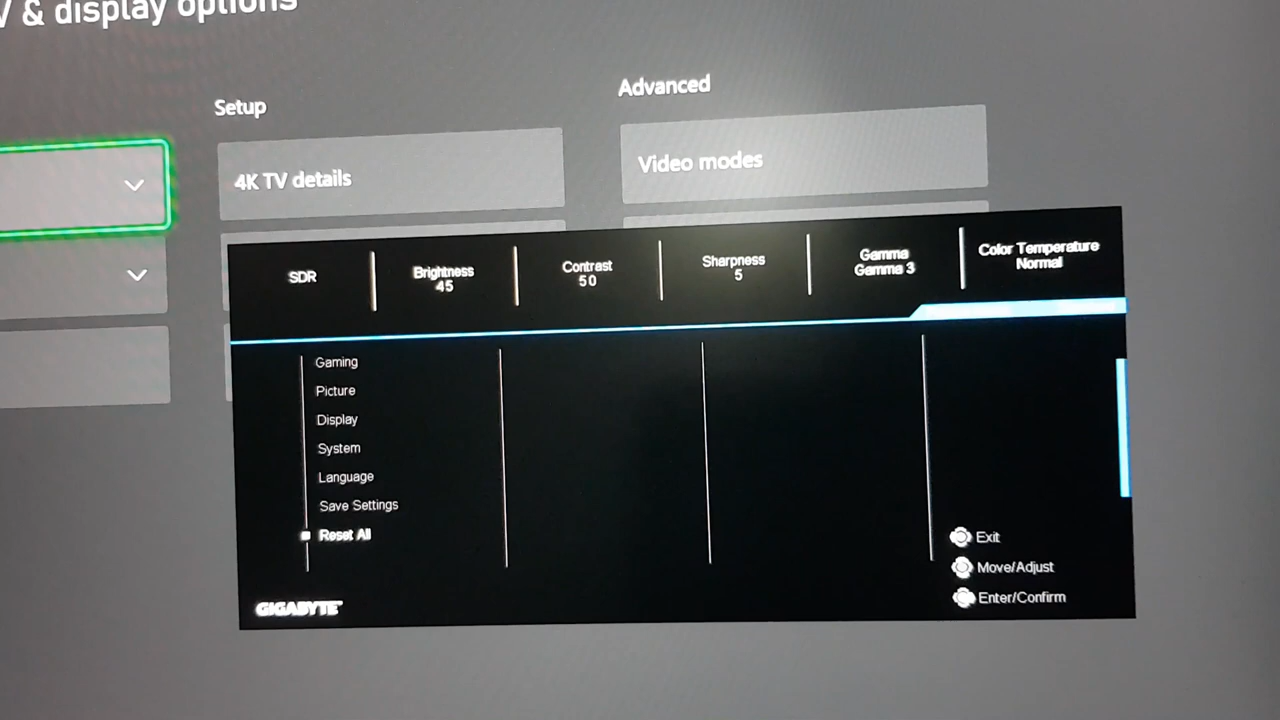 V & display options
Setup
Advanced
4K TV details
Video modes
SDR
Brightness
45
Contrast
50
Sharpness
5
Gamma
Gamma 3
Color Temperature
Normal
Gaming
Picture
Display
System
Language
Save Settings
Reset All
Exit
Move/Adjust
Enter/Confirm
GIGABYTE™